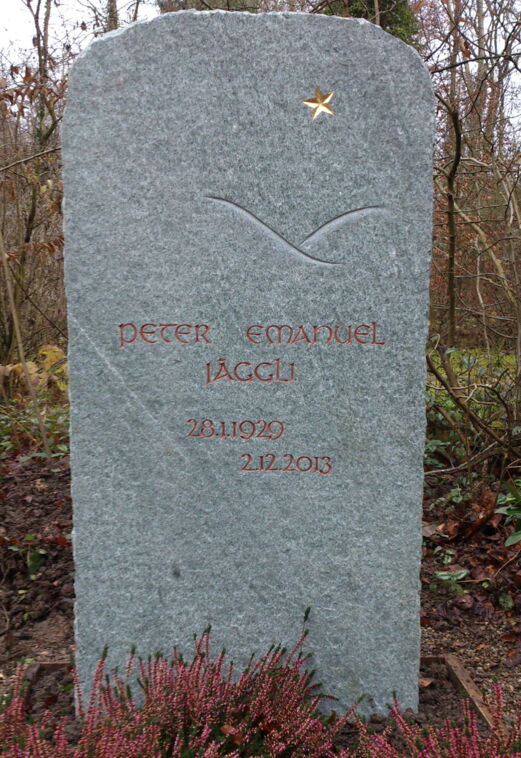 PETER EMANUEL
JÄGGLI
28.1.1929
2.12.2013